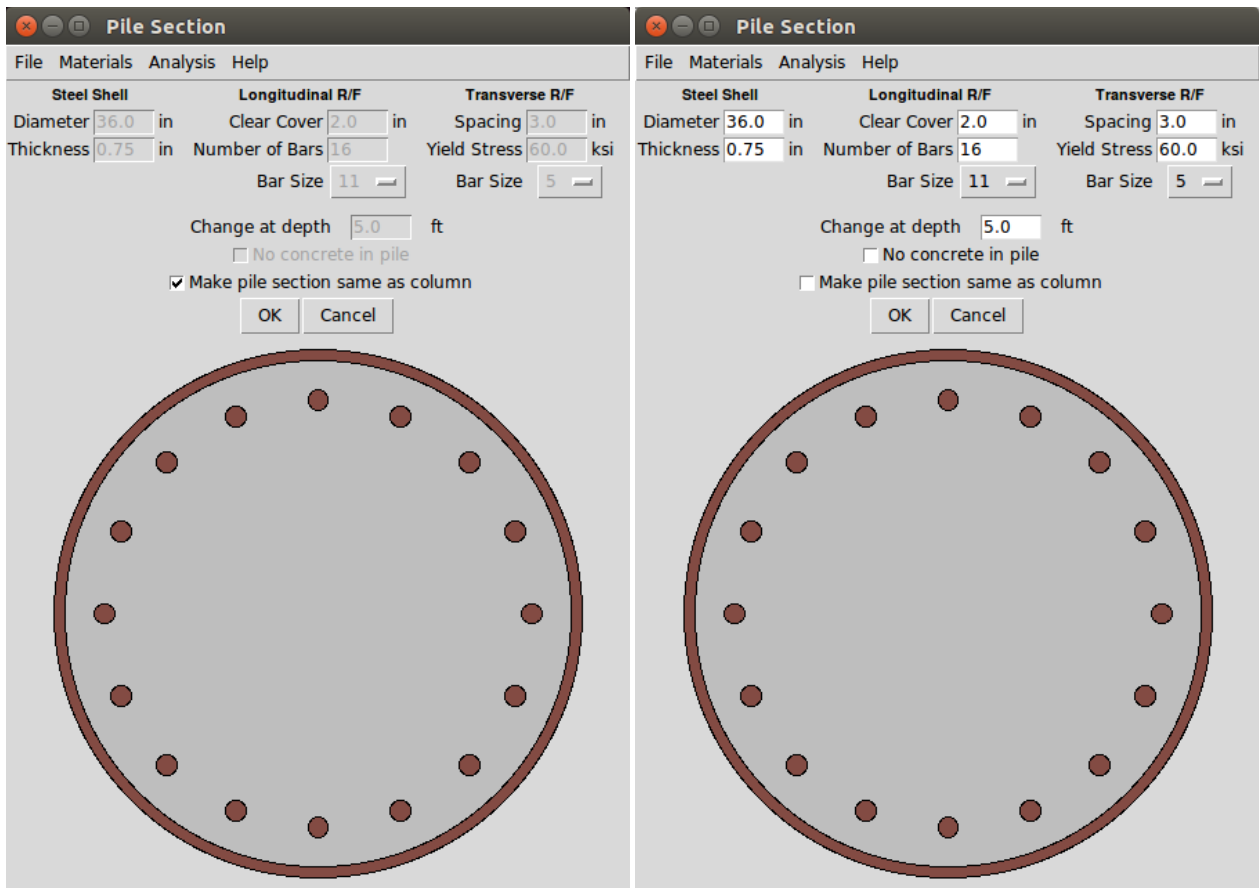 Pile Section
File Materials Analysis Help
Steel Shell Longitudinal R/F Transverse R/F
Diameter 36.0 in Clear Cover 2.0 in Spacing 3.0 in
Thickness 0.75 in Number of Bars 16 Yield Stress 60.0 ksi
Bar Size 11 Bar Size 5
Change at depth 5.0 ft
No concrete in pile
Make pile section same as column
OK Cancel
Pile Section
File Materials Analysis Help
Steel Shell Longitudinal R/F Transverse R/F
Diameter 36.0 in Clear Cover 2.0 in Spacing 3.0 in
Thickness 0.75 in Number of Bars 16 Yield Stress 60.0 ksi
Bar Size 11 Bar Size 5
Change at depth 5.0 ft
No concrete in pile
Make pile section same as column
OK Cancel